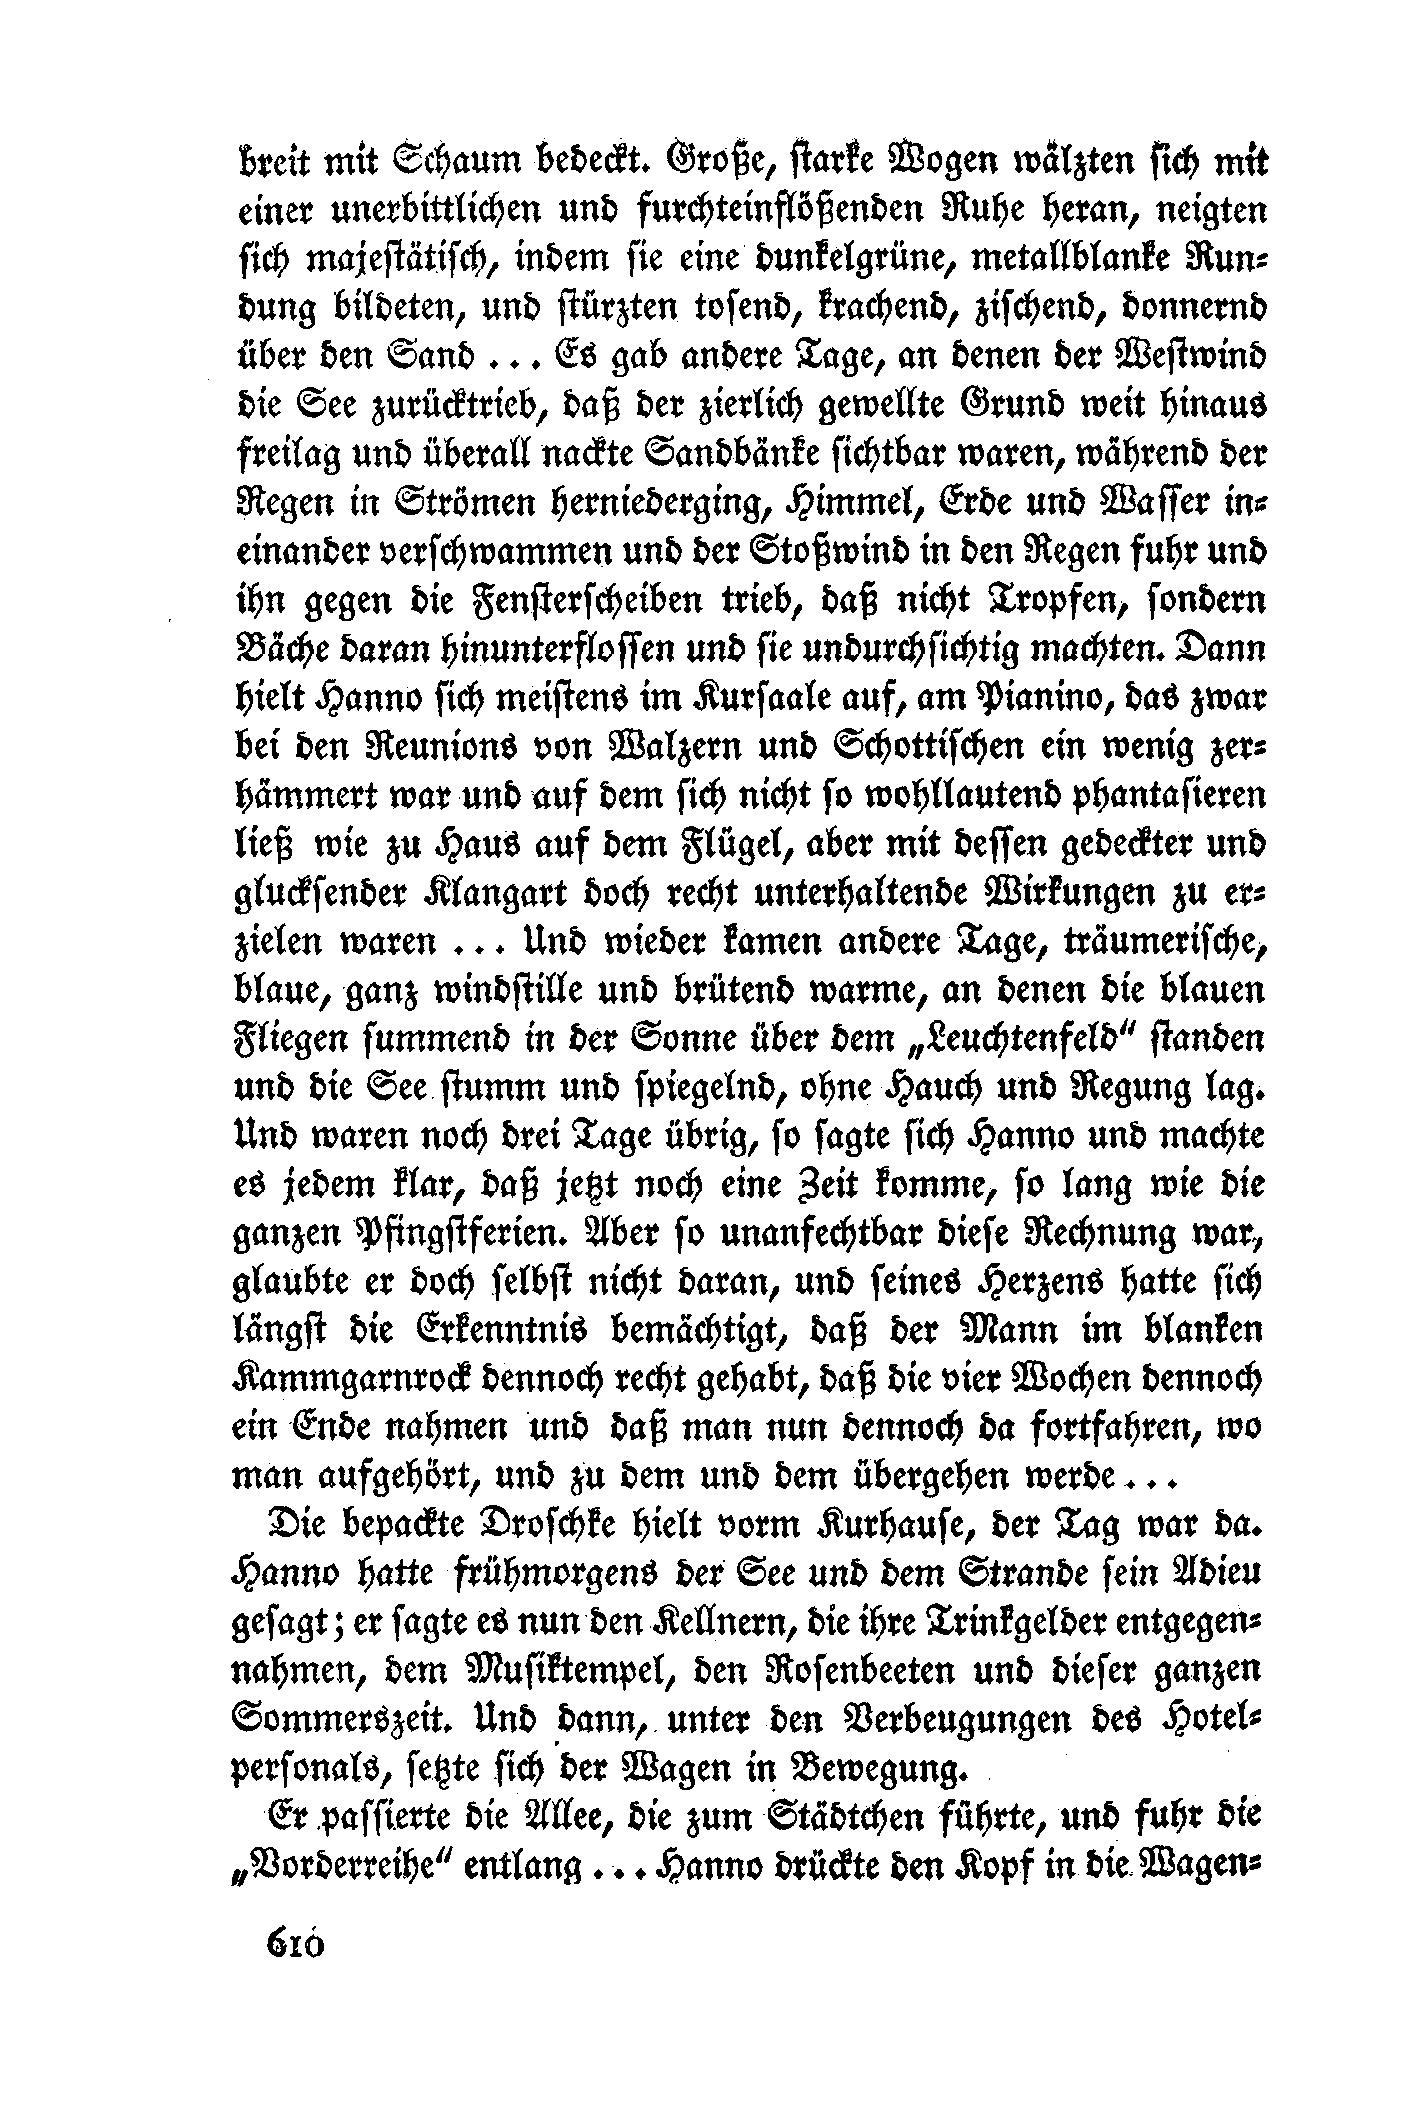 breit mit Schaum bedeckt. Große, starke Wogen wälzten sich mit
einer unerbittlichen und furchteinflößenden Ruhe heran, neigten
sich majestätisch, indem sie eine dunkelgrüne, metallblanke Run-
dung bildeten, und stürzten tosend, krachend, zischend, donnernd
über den Sand ... Es gab andere Tage, an denen der Westwind
die See zurücktrieb, daß der zierlich gewellte Grund weit hinaus
freilag und überall nackte Sandbänke sichtbar waren, während der
Regen in Strömen herniederging, Himmel, Erde und Wasser in-
einander verschwammen und der Stoßwind in den Regen fuhr und
ihn gegen die Fensterscheiben trieb, daß nicht Tropfen, sondern
Bäche daran hinunterflossen und sie undurchsichtig machten. Dann
hielt Hanno sich meistens im Kursaale auf, am Pianino, das zwar
bei den Reunions von Walzern und Schottischen ein wenig zer-
hämmert war und auf dem sich nicht so wohllautend phantasieren
ließ wie zu Haus auf dem Flügel, aber mit dessen gedeckter und
glucksender Klangart doch recht unterhaltende Wirkungen zu er-
zielen waren ... Und wieder kamen andere Tage, träumerische,
blaue, ganz windstille und brütend warme, an denen die blauen
Fliegen summend in der Sonne über dem „Leuchtenfeld“ standen
und die See stumm und spiegelnd, ohne Hauch und Regung lag.
Und waren noch drei Tage übrig, so sagte sich Hanno und machte
es jedem klar, daß jetzt noch eine Zeit komme, so lang wie die
ganzen Pfingstferien. Aber so unanfechtbar diese Rechnung war,
glaubte er doch selbst nicht daran, und seines Herzens hatte sich
längst die Erkenntnis bemächtigt, daß der Mann im blanken
Kammgarnrock dennoch recht gehabt, daß die vier Wochen dennoch
ein Ende nahmen und daß man nun dennoch da fortfahren, wo
man aufgehört, und zu dem und dem übergehen werde ...
Die bepackte Droschke hielt vorm Kurhause, der Tag war da.
Hanno hatte frühmorgens der See und dem Strande sein Adieu
gesagt; er sagte es nun den Kellnern, die ihre Trinkgelder entgegen-
nahmen, dem Musiktempel, den Rosenbeeten und dieser ganzen
Sommerszeit. Und dann, unter den Verbeugungen des Hotel-
personals, setzte sich der Wagen in Bewegung.
Er passierte die Allee, die zum Städtchen führte, und fuhr die
„Vorderreihe“ entlang ... Hanno drückte den Kopf in die Wagen-
610